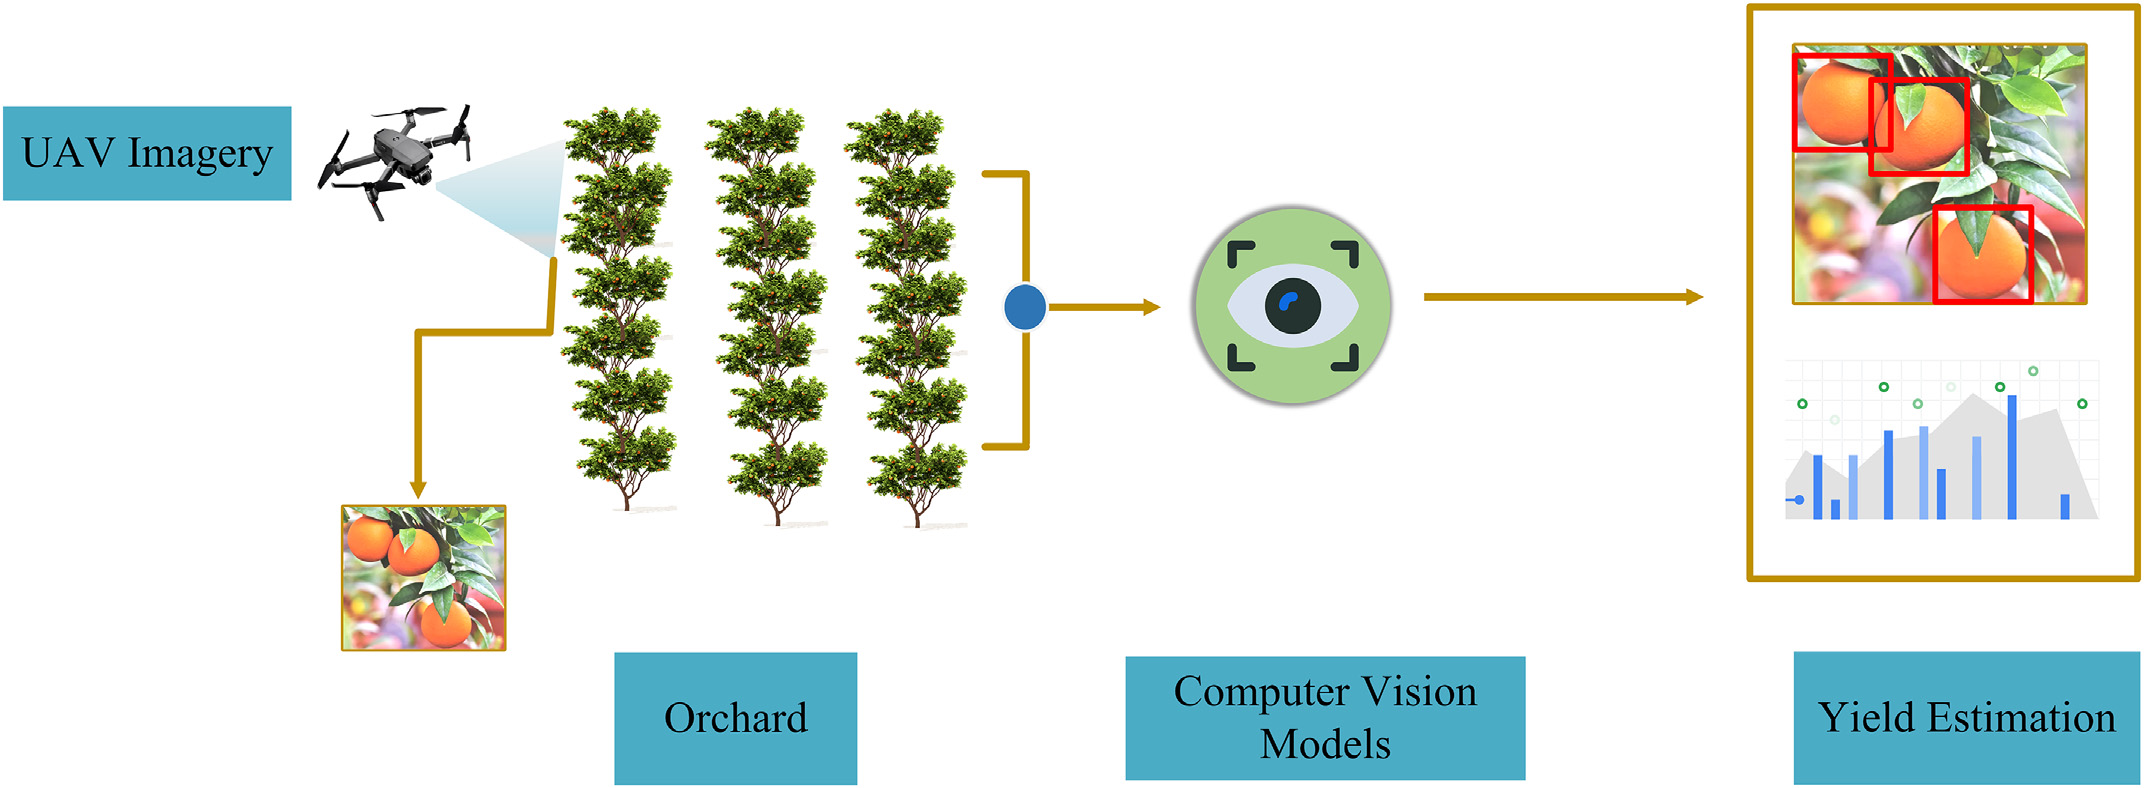 UAV Imagery
Orchard
Computer Vision
Models
Yield Estimation